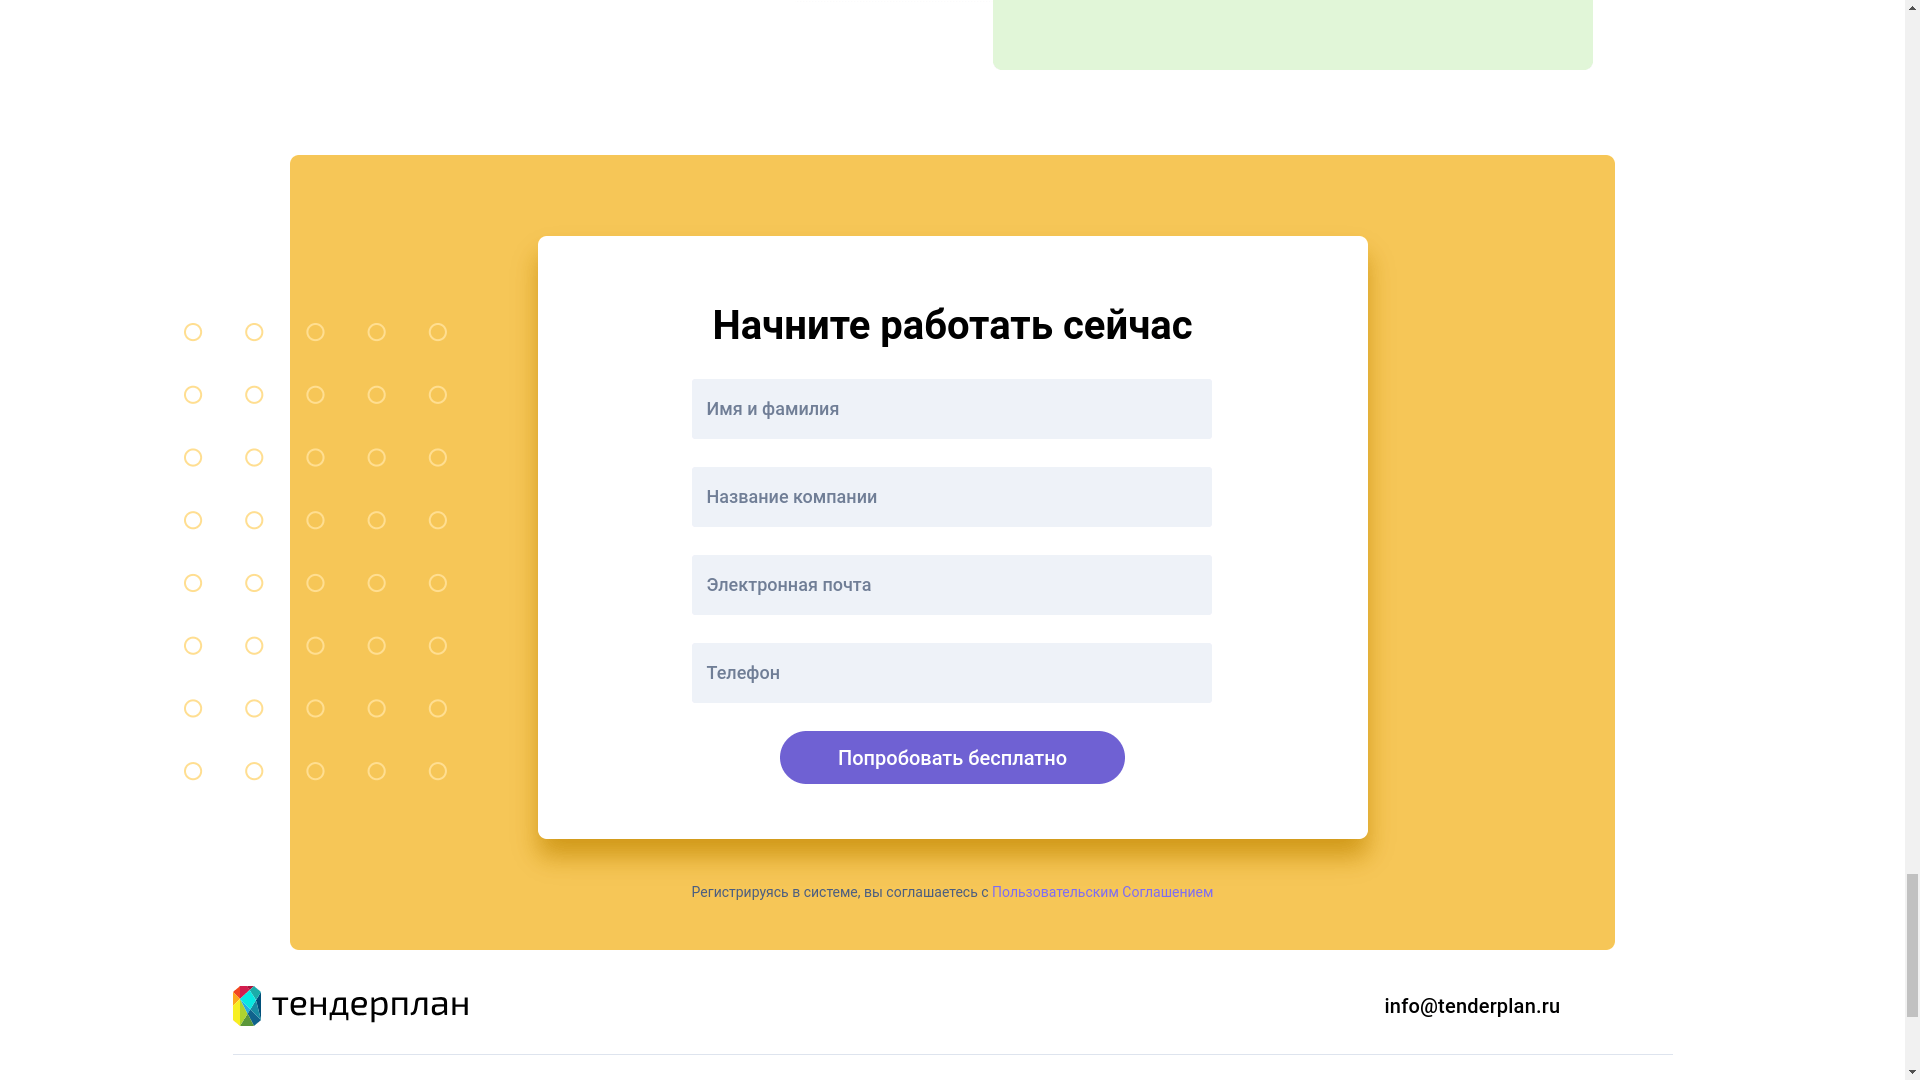 Начните работать сейчас
Имя и фамилия
Название компании
Электронная почта
Телефон
Попробовать бесплатно
Регистрируясь в системе, вы соглашаетесь с Пользовательским Соглашением
тендерплан
info@tenderplan.ru